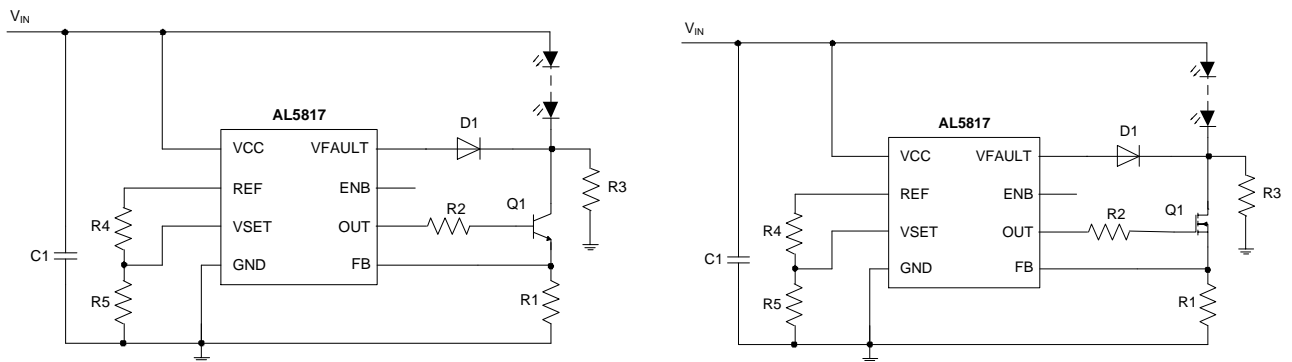 VIN
AL5817
D1
VCC VFAULT
REF ENB
R3
R4
VSET OUT
R2
Q1
C1
GND FB
R5
R1
VIN
AL5817
D1
VCC VFAULT
REF ENB
R3
R4
VSET OUT
R2
Q1
C1
GND FB
R5
R1